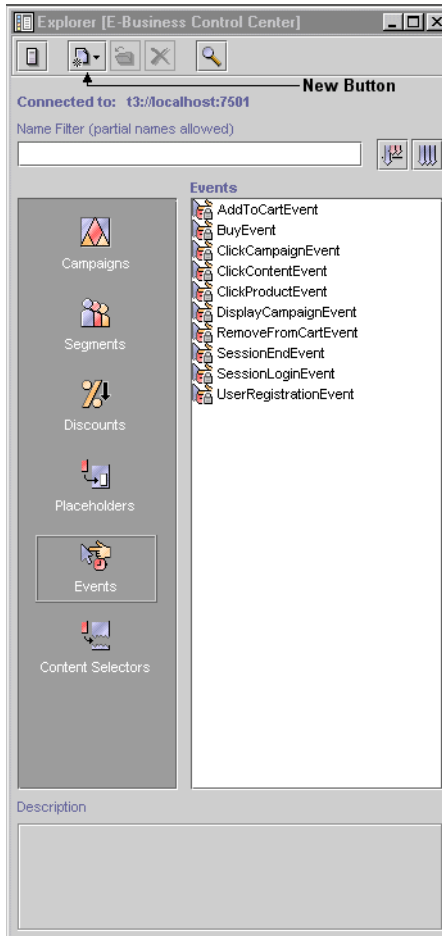 Explorer [E-Business Control Center]
New Button
Connected to: t3://localhost:7501
Name Filter (partial names allowed)
Events
AddToCartEvent
BuyEvent
ClickCampaignEvent
ClickContentEvent
ClickProductEvent
DisplayCampaignEvent
RemoveFromCartEvent
SessionEndEvent
SessionLoginEvent
UserRegistrationEvent
Campaigns
Segments
Discounts
Placeholders
Events
Content Selectors
Description